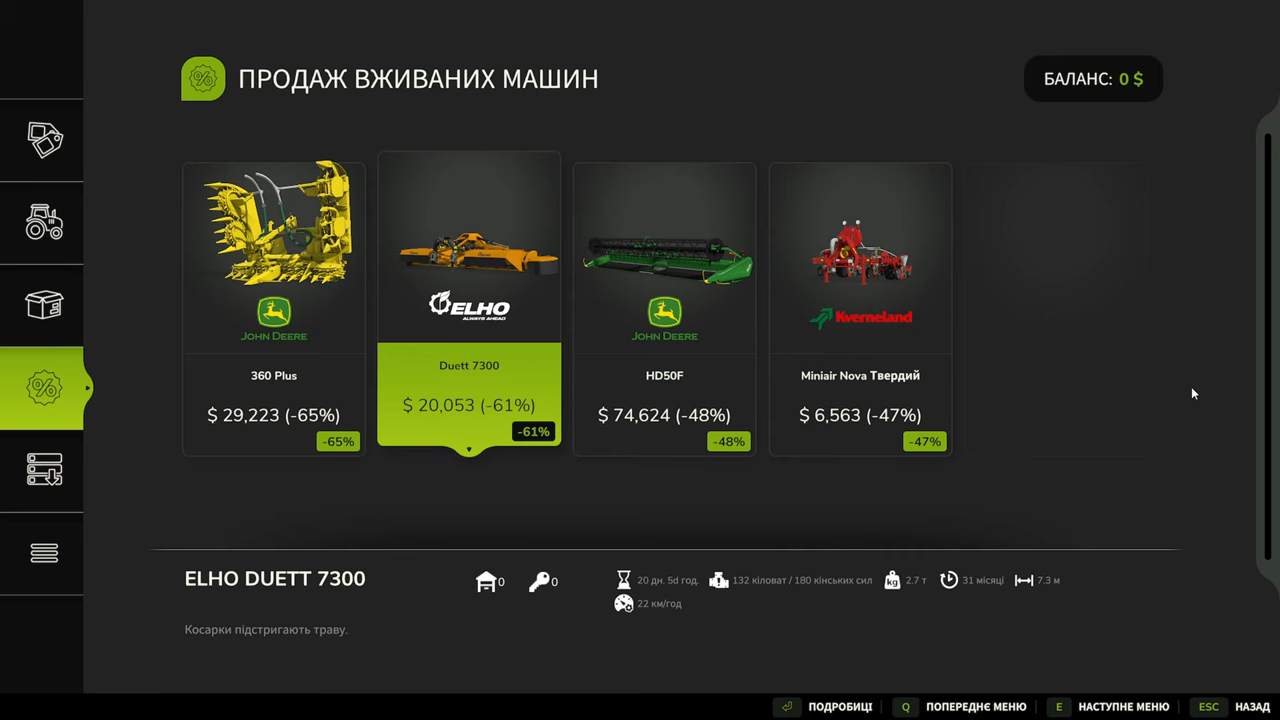 ПРОДАЖ ВЖИВАНИХ МАШИН
БАЛАНС: 0 $
JOHN DEERE
360 Plus
$ 29,223 (-65%)
-65%
ELHO
ALWAYS AHEAD
Duett 7300
$ 20,053 (-61%)
-61%
JOHN DEERE
HD50F
$ 74,624 (-48%)
-48%
Kverneland
Miniair Nova Твердий
$ 6,563 (-47%)
-47%
ELHO DUETT 7300
0
0
20 дн. 5d год.
132 кіловат / 180 кінських сил
kg
2.7 т
31 місяці
7.3 м
22 км/год
Косарки підстригають траву.
ПОДРОБИЦІ
Q ПОПЕРЕДНЄ МЕНЮ
E НАСТУПНЕ МЕНЮ
ESC НАЗАД